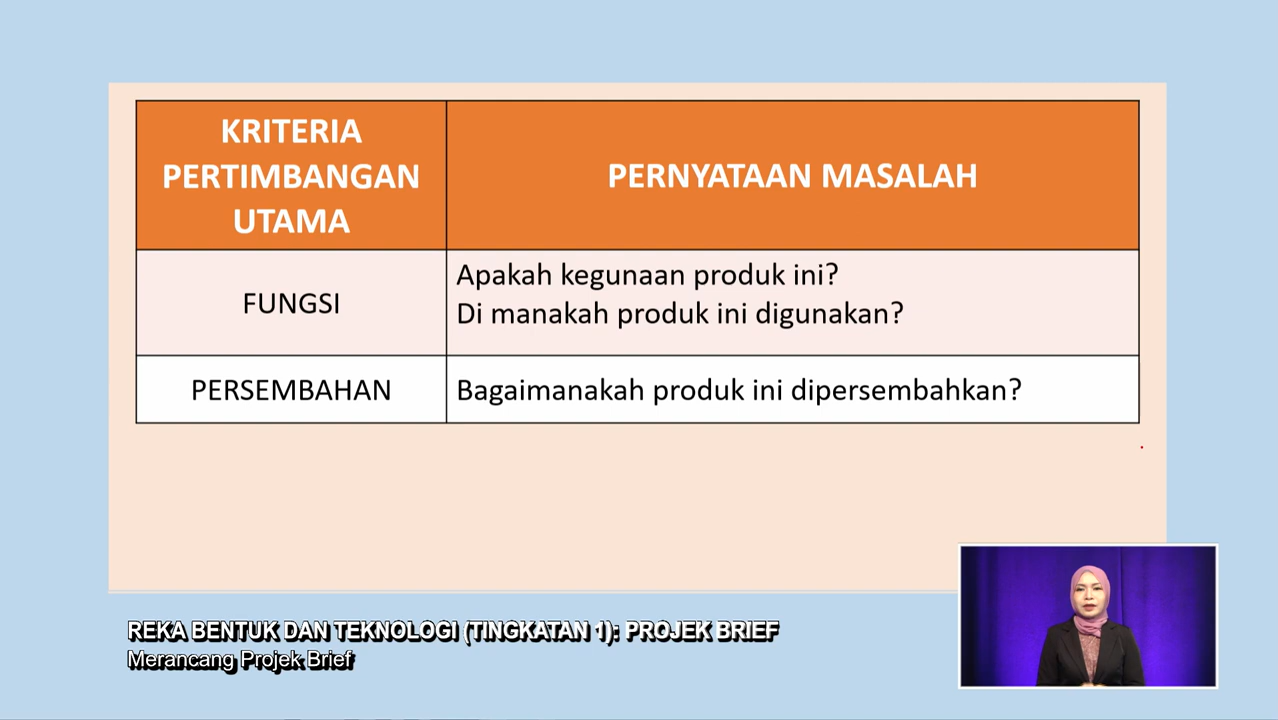 KRITERIA
PERTIMBANGAN
UTAMA
PERNYATAAN MASALAH
FUNGSI
Apakah kegunaan produk ini?
Di manakah produk ini digunakan?
PERSEMBAHAN
Bagaimanakah produk ini dipersembahkan?
REKA BENTUK DAN TEKNOLOGI (TINGKATAN 1): PROJEK BRIEF
Merancang Projek Brief